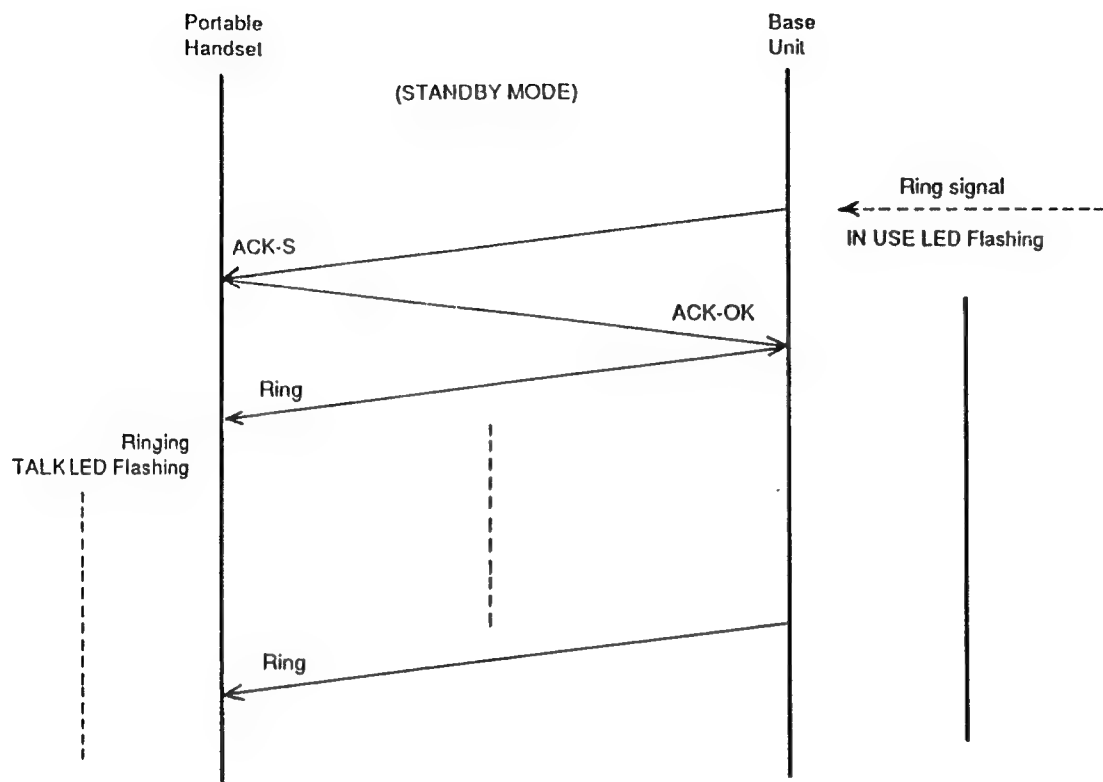 Portable
Handset
Base
Unit
(STANDBY MODE)
Ring signal
IN USE LED Flashing
ACK-S
ACK-OK
Ring
Ringing
TALK LED Flashing
Ring